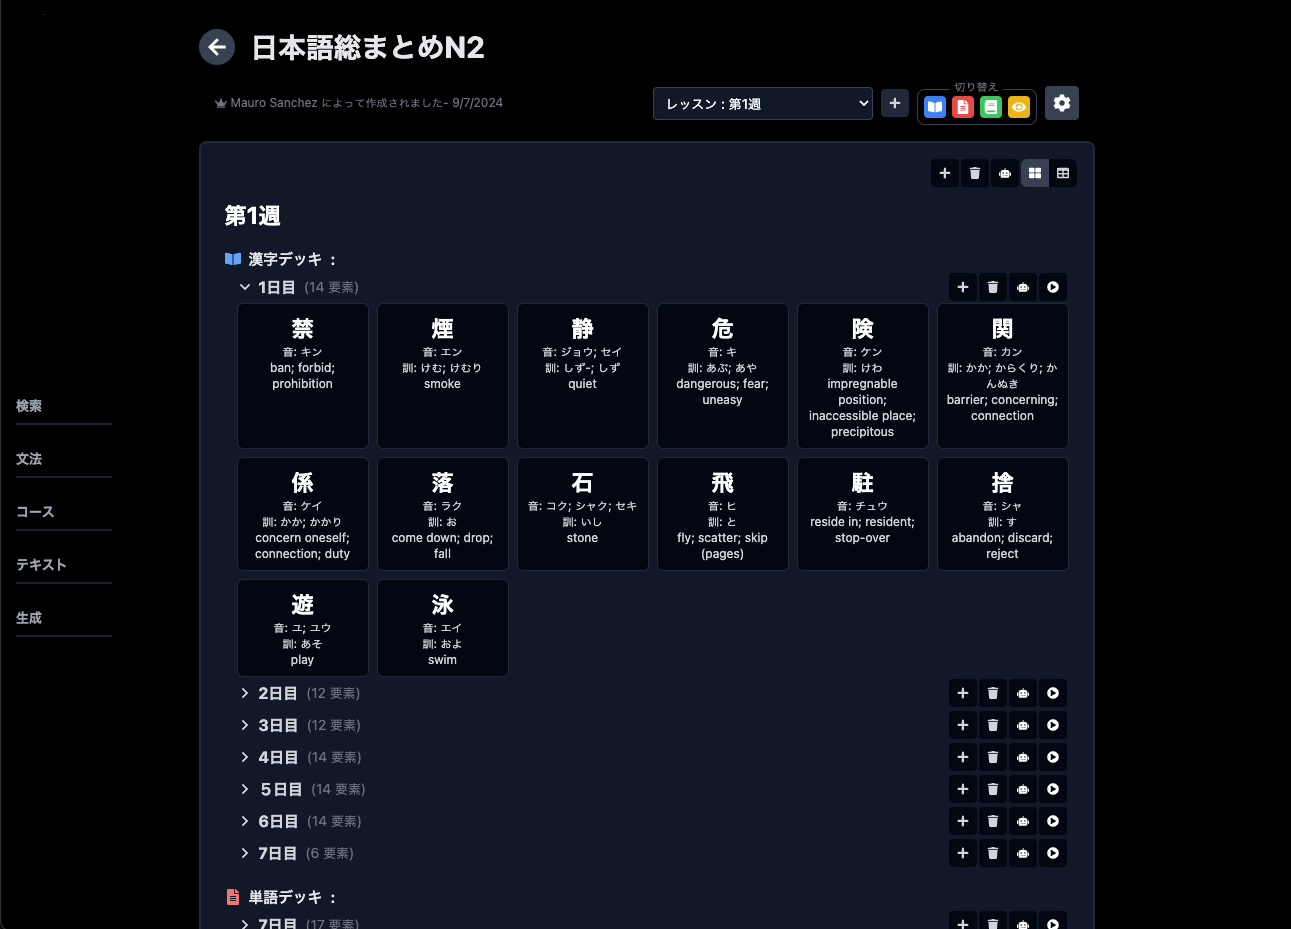 日本語総まとめN2
Mauro Sanchez によって作成されました- 9/7/2024
レッスン : 第1週
切り替え
検索
文法
コース
テキスト
生成
第1週
漢字デッキ :
1日目 (14 要素)
禁
音: キン
ban; forbid;
prohibition
煙
音: エン
訓: けむ; けむり
smoke
静
音: ジョウ; セイ
訓: しず-; しず
quiet
危
音: キ
訓: あぶ; あや
dangerous; fear;
uneasy
険
音: ケン
訓: けわ
impregnable
position;
inaccessible place;
precipitous
関
音: カン
訓: かか; からくり; か
んぬき
barrier; concerning;
connection
係
音: ケイ
訓: かか; かかり
concern oneself;
connection; duty
落
音: ラク
訓: お
come down; drop;
fall
石
音: コク; シャク; セキ
訓: いし
stone
飛
音: ヒ
訓: と
fly; scatter; skip
(pages)
駐
音: チュウ
reside in; resident;
stop-over
捨
音: シャ
訓: す
abandon; discard;
reject
遊
音: ユ; ユウ
訓: あそ
play
泳
音: エイ
訓: およ
swim
2日目 (12 要素)
3日目 (12 要素)
4日目 (14 要素)
５日目 (14 要素)
6日目 (14 要素)
7日目 (6 要素)
単語デッキ :
7日目 (17 要素)